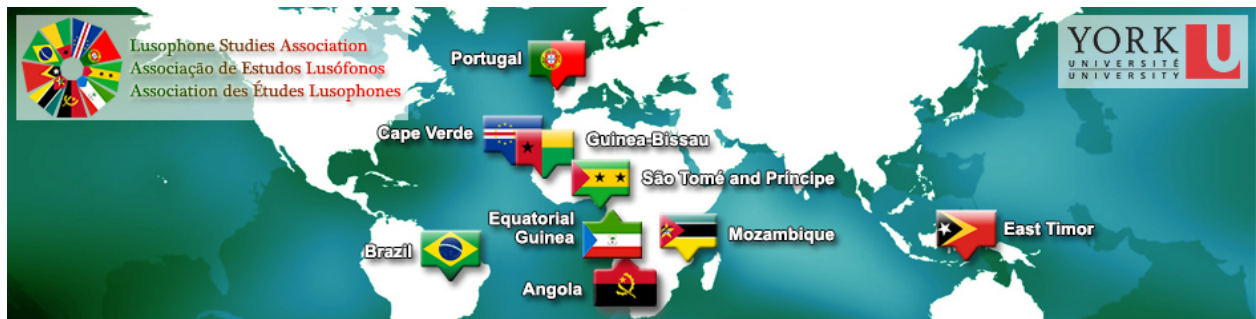 Lusophone Studies Association
Associação de Estudos Lusófonos
Association des Études Lusophones
YORK U
UNIVERSITÉ
UNIVERSITY
Portugal
Cape Verde
Guinea-Bissau
São Tomé and Príncipe
Equatorial
Guinea
Mozambique
East Timor
Brazil
Angola